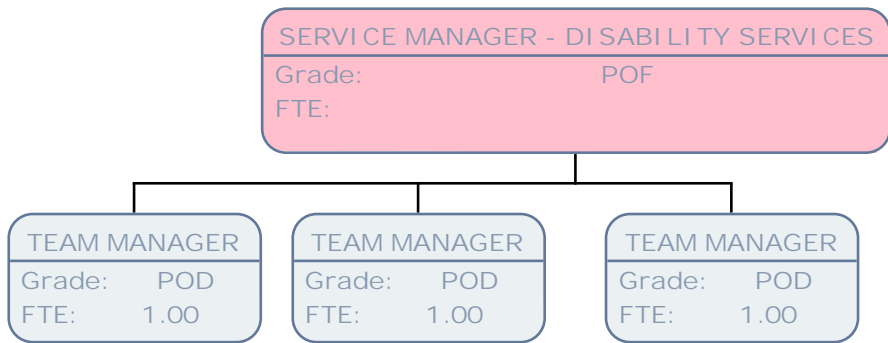 SERVICE MANAGER - DISABILITY SERVICES
Grade: POF
FTE:
TEAM MANAGER
Grade: POD
FTE: 1.00
TEAM MANAGER
Grade: POD
FTE: 1.00
TEAM MANAGER
Grade: POD
FTE: 1.00